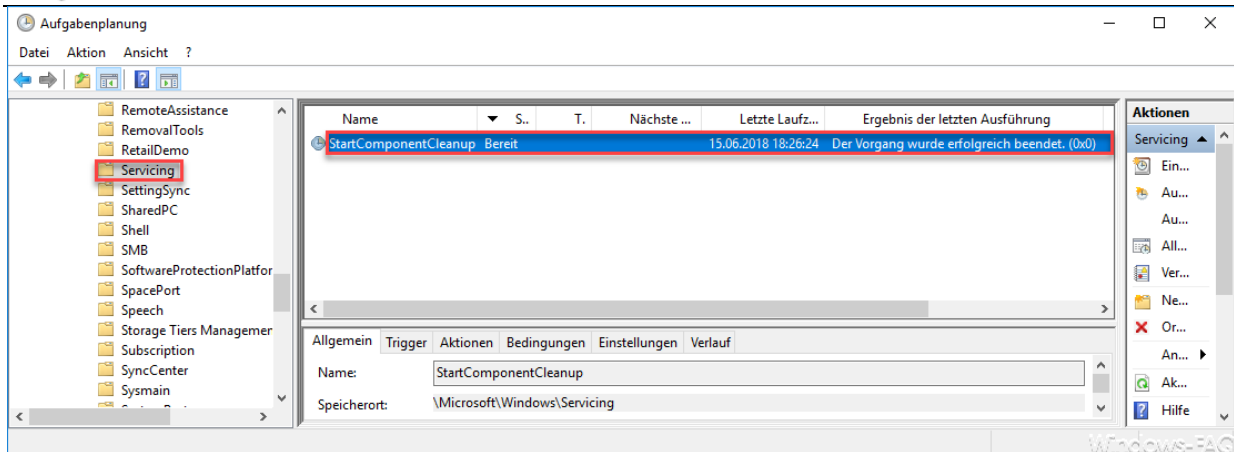 Aufgabenplanung
Datei Aktion Ansicht ?
RemoteAssistance
RemovalTools
RetailDemo
Servicing
SettingSync
SharedPC
Shell
SMB
SoftwareProtectionPlatfor
SpacePort
Speech
Storage Tiers Managemer
Subscription
SyncCenter
Sysmain
Name S.. T. Nächste ... Letzte Laufz... Ergebnis der letzten Ausführung
StartComponentCleanup Bereit 15.06.2018 18:26:24 Der Vorgang wurde erfolgreich beendet. (0x0)
Allgemein Trigger Aktionen Bedingungen Einstellungen Verlauf
Name: StartComponentCleanup
Speicherort: \Microsoft\Windows\Servicing
Aktionen
Servicing
Ein...
Au...
Au...
All...
Ver...
Ne...
Or...
An...
Ak...
Hilfe
Windows-FAQ